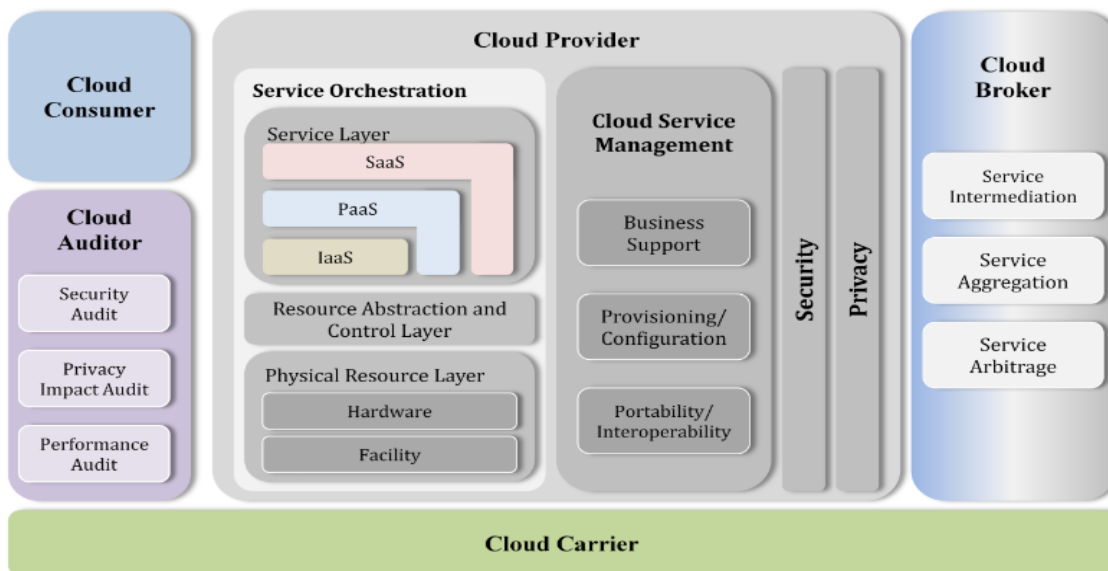 Cloud
Consumer
Cloud
Auditor
Security
Audit
Privacy
Impact Audit
Performance
Audit
Cloud Provider
Service Orchestration
Service Layer
SaaS
PaaS
IaaS
Resource Abstraction and
Control Layer
Physical Resource Layer
Hardware
Facility
Cloud Service
Management
Business
Support
Provisioning/
Configuration
Portability/
Interoperability
Security
Privacy
Cloud
Broker
Service
Intermediation
Service
Aggregation
Service
Arbitrage
Cloud Carrier